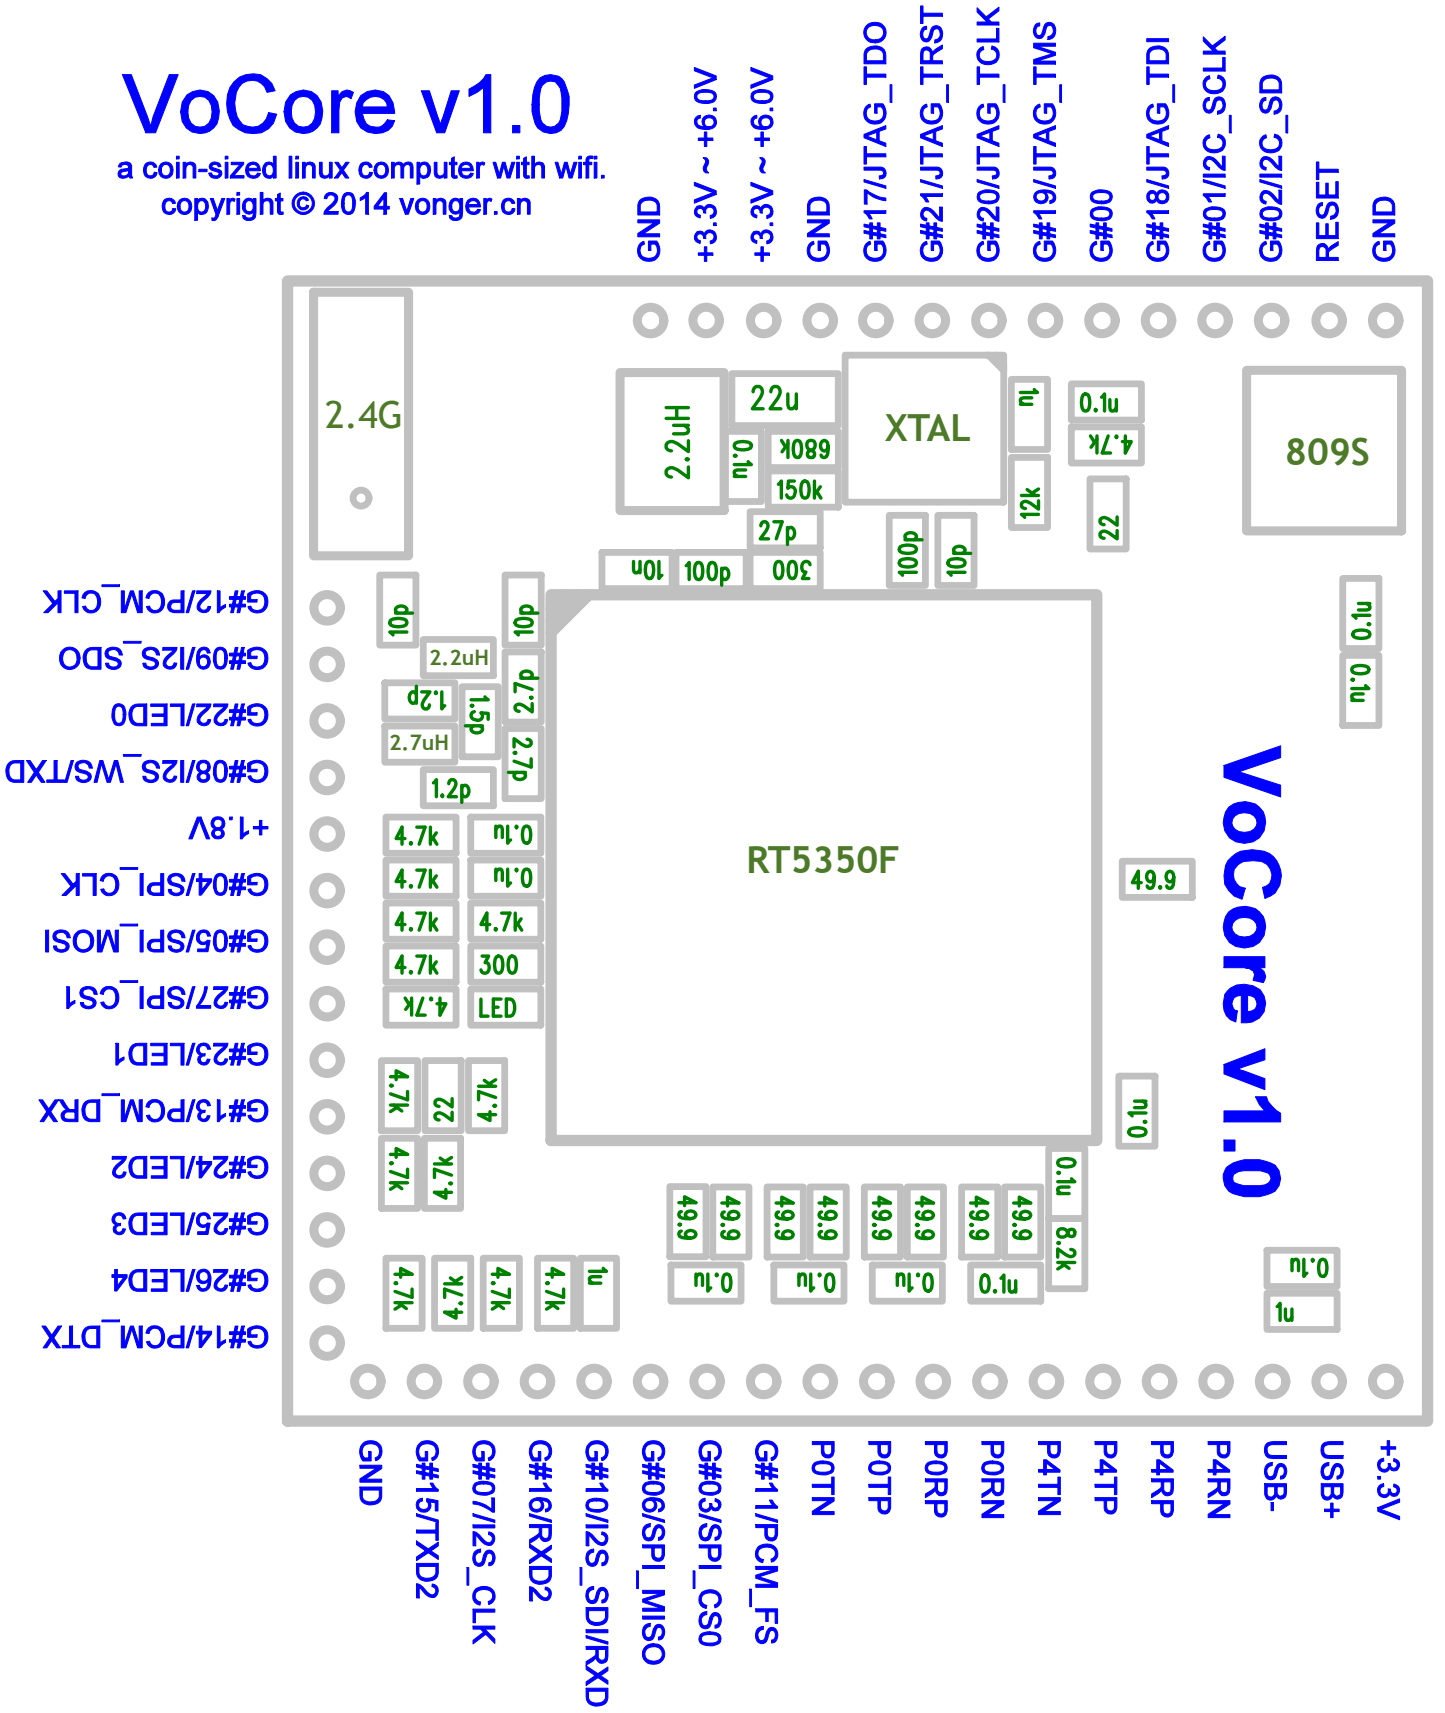 VoCore v1.0
a coin-sized linux computer with wifi.
copyright © 2014 vonger.cn
GND
+3.3V ~ +6.0V
+3.3V ~ +6.0V
GND
G#17/JTAG_TDO
G#21/JTAG_TRST
G#20/JTAG_TCLK
G#19/JTAG_TMS
G#00
G#18/JTAG_TDI
G#01/I2C_SCLK
G#02/I2C_SD
RESET
GND
2.4G
2.2uH
22u
0.1u
680k
150k
27p
10n
100p
300
XTAL
1u
12k
0.1u
4.7k
22
809S
100p
10p
G#12/PCM_CLK
G#09/I2S_SDO
G#22/LED0
G#08/I2S_WS/TXD
+1.8V
G#04/SPI_CLK
G#05/SPI_MOSI
G#27/SPI_CS1
G#23/LED1
G#13/PCM_DRX
G#24/LED2
G#25/LED3
G#26/LED4
G#14/PCM_DTX
10p
10p
2.2uH
2.7p
1.2p
1.5p
2.7uH
2.7p
1.2p
4.7k
0.1u
4.7k
0.1u
4.7k
4.7k
4.7k
300
4.7k
LED
4.7k
22
4.7k
4.7k
4.7k
4.7k
4.7k
4.7k
4.7k
1u
RT5350F
0.1u
0.1u
49.9
VoCore v1.0
0.1u
0.1u
8.2k
49.9
49.9
49.9
49.9
49.9
49.9
49.9
49.9
0.1u
0.1u
0.1u
0.1u
0.1u
1u
GND
G#15/TXD2
G#07/I2S_CLK
G#16/RXD2
G#10/I2S_SDI/RXD
G#06/SPI_MISO
G#03/SPI_CS0
G#11/PCM_FS
P0TN
P0TP
P0RP
P0RN
P4TN
P4TP
P4RP
P4RN
USB-
USB+
+3.3V